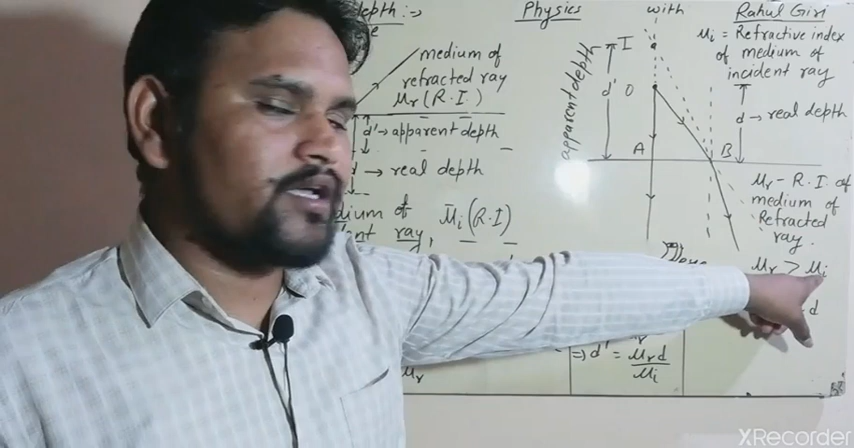 depth :-
Physics
with
Rahul Giri
medium of
refracted ray
μr (R.I.)
d' → apparent depth
→ real depth
medium of μi (R.I)
ray,
apparent depth
I
d' O
A
B
μi = Refractive index
of medium of
incident ray
d → real depth
μr - R.I. of
medium of
Refracted
ray.
μr > μi
d
⇒ d' = μr d / μi
μr
XRecorder